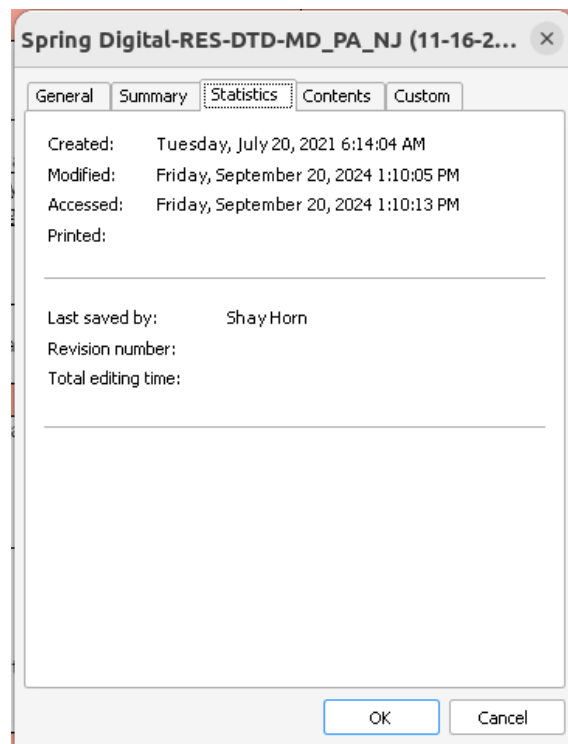 Spring Digital-RES-DTD-MD_PA_NJ (11-16-2...
General Summary Statistics Contents Custom
Created: Tuesday, July 20, 2021 6:14:04 AM
Modified: Friday, September 20, 2024 1:10:05 PM
Accessed: Friday, September 20, 2024 1:10:13 PM
Printed:
Last saved by: Shay Horn
Revision number:
Total editing time:
OK Cancel